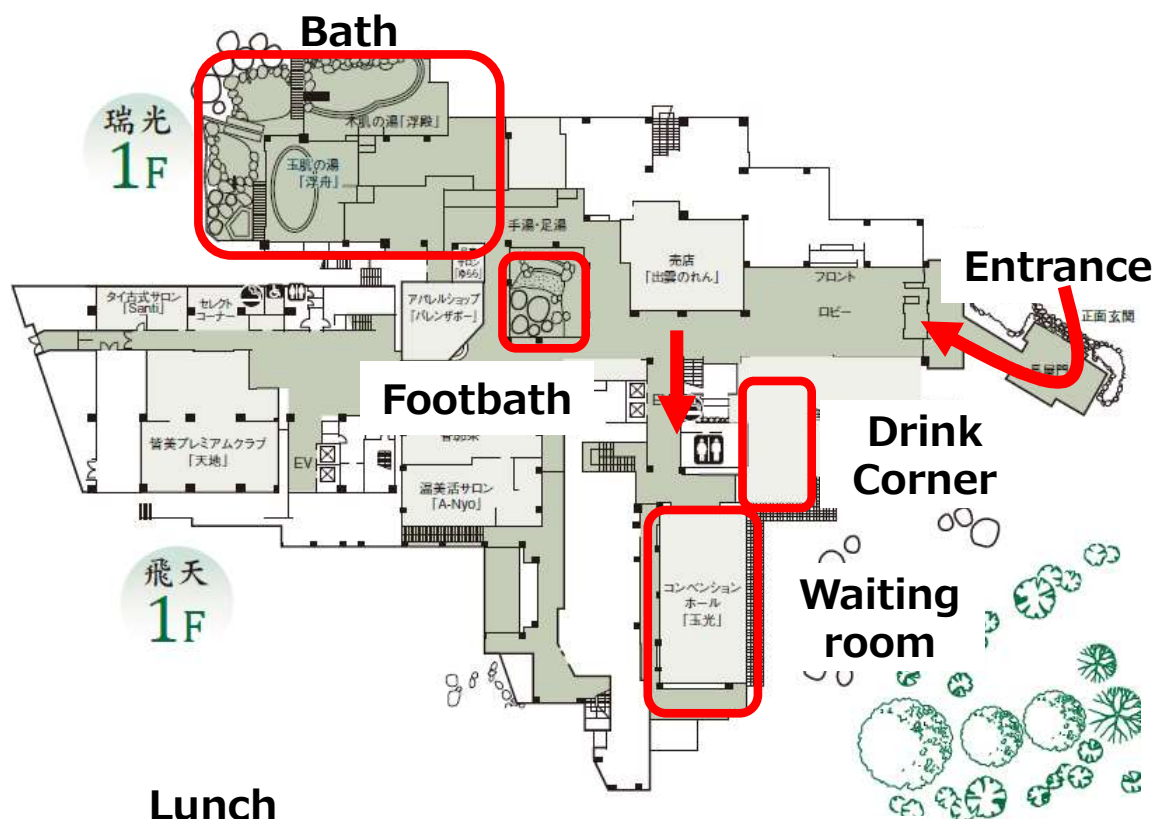 Bath
瑞光
1F
木肌の湯「浮殿」
玉肌の湯
「浮舟」
手湯・足湯
売店
「出雲のれん」
フロント
ロビー
Entrance
正面玄関
タイ古式サロン
「Santi」
セレクト
コーナー
サロン
「ゆらら」
アパレルショップ
「バレンザポー」
Footbath
Drink
Corner
皆美プレミアムクラブ
「天地」
EV
温美活サロン
「A-Nyo」
飛天
1F
コンベンション
ホール
「玉光」
Waiting
room
Lunch